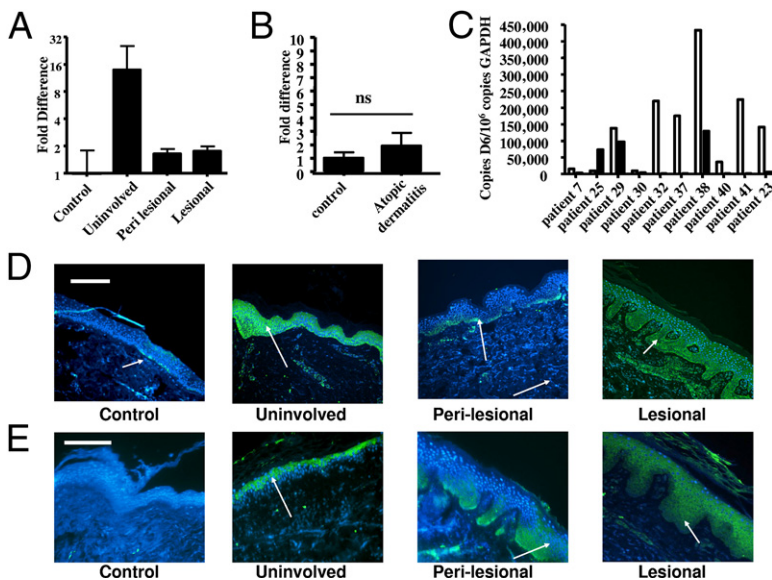 A
B
C
Fold Difference
32
16
8
4
2
1
Control
Uninvolved
Peri lesional
Lesional
Fold difference
10
9
8
7
6
5
4
3
2
1
0
ns
control
Atopic
dermatitis
Copies D6/10⁶ copies GAPDH
450,000
400,000
350,000
300,000
250,000
200,000
150,000
100,000
50,000
0
patient 7
patient 25
patient 29
patient 30
patient 32
patient 37
patient 38
patient 40
patient 41
patient 23
D
Control
Uninvolved
Peri-lesional
Lesional
E
Control
Uninvolved
Peri-lesional
Lesional